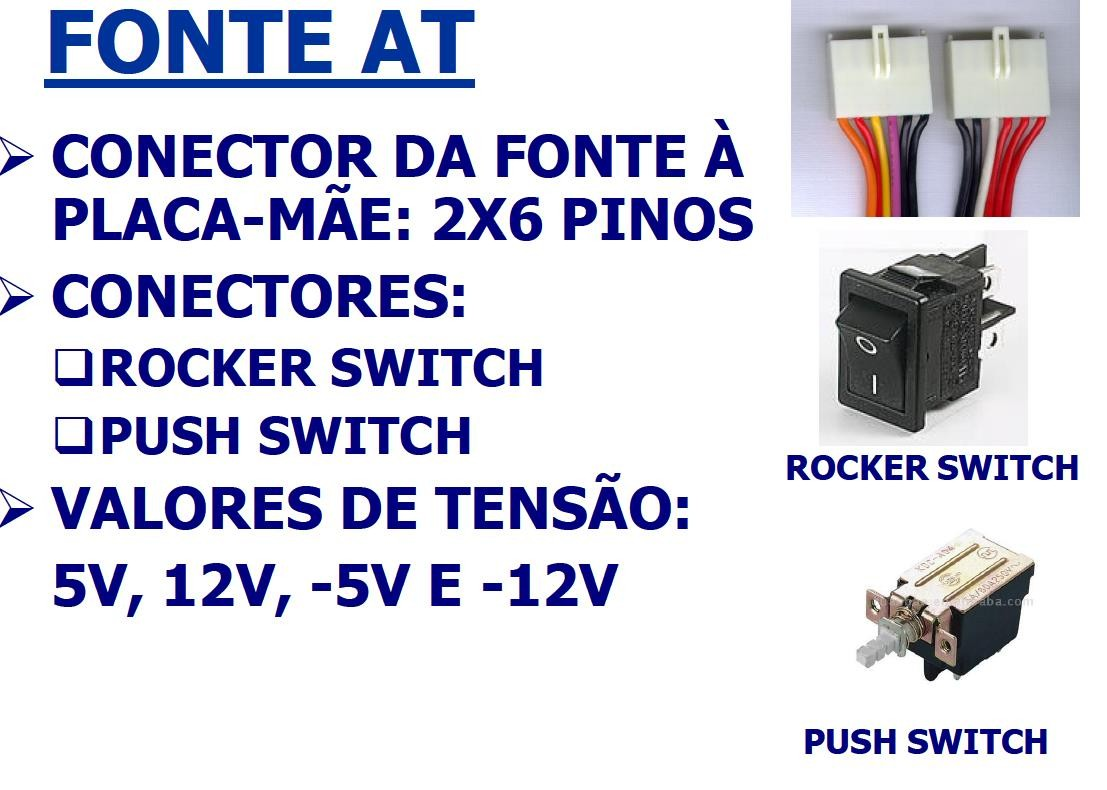 FONTE AT
CONECTOR DA FONTE À
PLACA-MÃE: 2X6 PINOS
CONECTORES:
ROCKER SWITCH
PUSH SWITCH
VALORES DE TENSÃO:
5V, 12V, -5V E -12V
ROCKER SWITCH
PUSH SWITCH